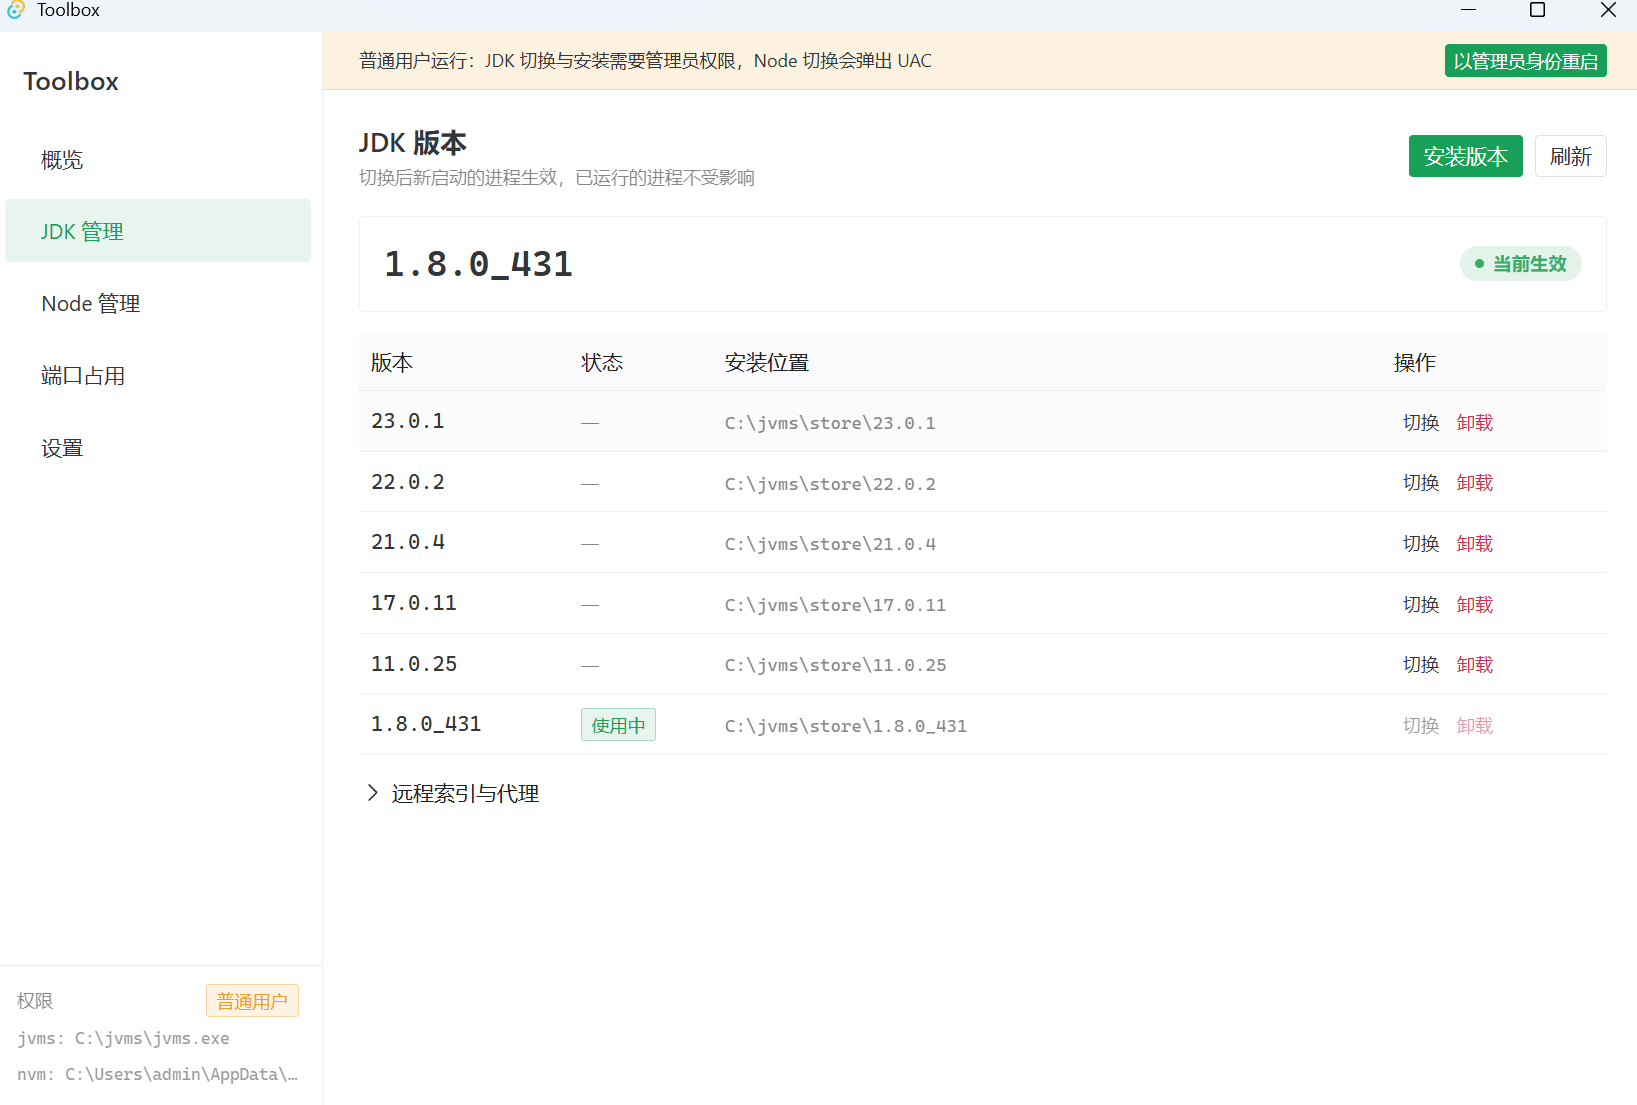 Toolbox
普通用户运行：JDK 切换与安装需要管理员权限，Node 切换会弹出 UAC
以管理员身份重启
Toolbox
概览
JDK 管理
Node 管理
端口占用
设置
权限 普通用户
jvms: C:\jvms\jvms.exe
nvm: C:\Users\admin\AppData\…
JDK 版本
切换后新启动的进程生效，已运行的进程不受影响
安装版本 刷新
1.8.0_431 当前生效
版本 状态 安装位置 操作
23.0.1 — C:\jvms\store\23.0.1 切换 卸载
22.0.2 — C:\jvms\store\22.0.2 切换 卸载
21.0.4 — C:\jvms\store\21.0.4 切换 卸载
17.0.11 — C:\jvms\store\17.0.11 切换 卸载
11.0.25 — C:\jvms\store\11.0.25 切换 卸载
1.8.0_431 使用中 C:\jvms\store\1.8.0_431 切换 卸载
远程索引与代理